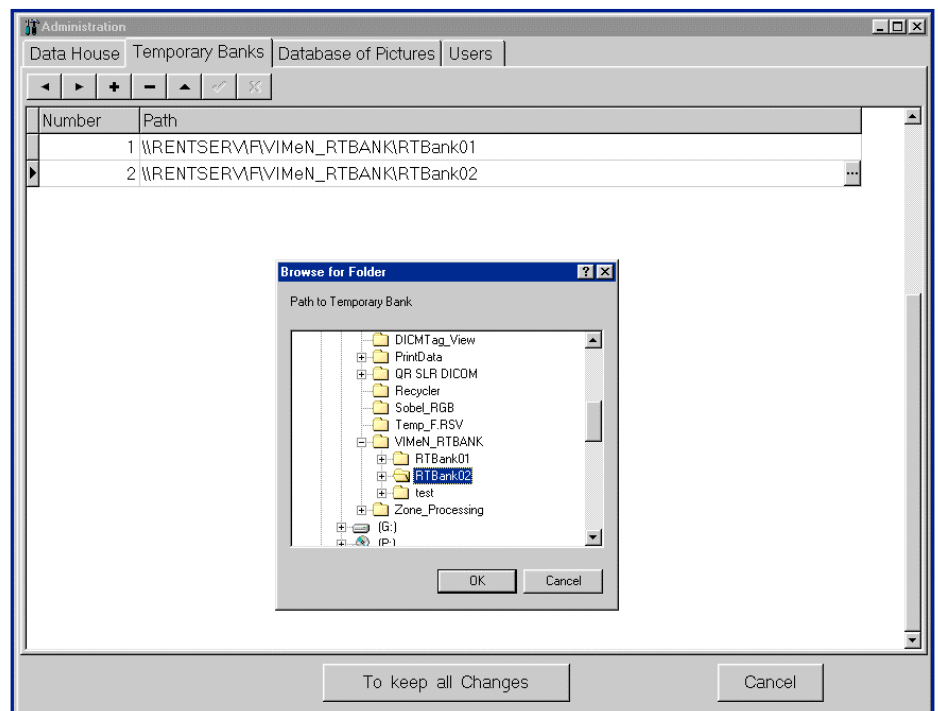 Administration
Data House Temporary Banks Database of Pictures Users
Number Path
1 \\RENTSERV\F\VIMeN_RTBANK\RTBank01
2 \\RENTSERV\F\VIMeN_RTBANK\RTBank02 ...
Browse for Folder
Path to Temporary Bank
DICMTag_View
PrintData
QR SLR DICOM
Recycler
Sobel_RGB
Temp_F.RSV
VIMeN_RTBANK
RTBank01
RTBank02
test
Zone_Processing
(G:)
(P:)
OK Cancel
To keep all Changes Cancel